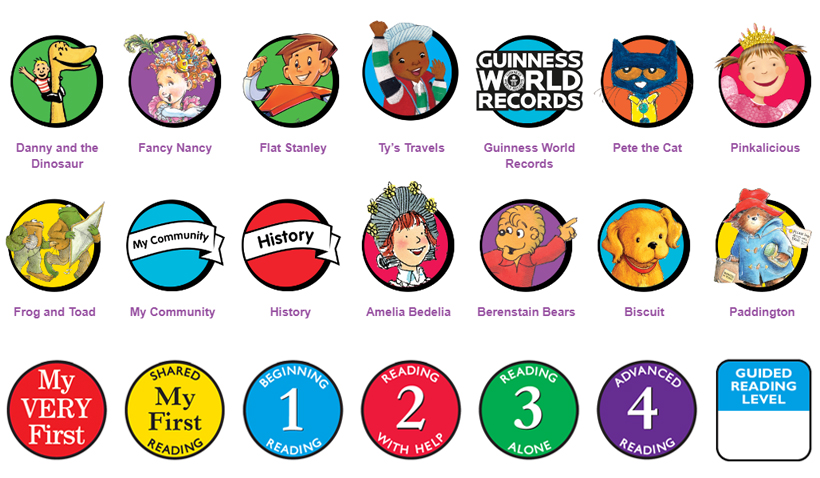 GUINNESS
WORLD
RECORDS
Danny and the
Dinosaur
Fancy Nancy
Flat Stanley
Ty's Travels
Guinness World
Records
Pete the Cat
Pinkalicious
My Community
History
Frog and Toad
My Community
History
Amelia Bedelia
Berenstain Bears
Biscuit
Paddington
My
VERY
First
SHARED
My
First
READING
BEGINNING
1
READING
READING
2
WITH HELP
READING
3
ALONE
ADVANCED
4
READING
GUIDED
READING
LEVEL